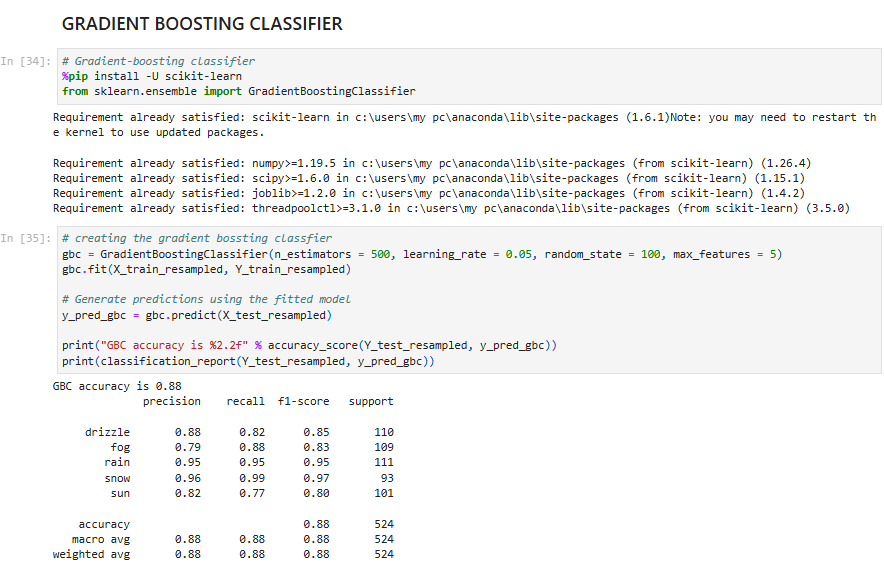 GRADIENT BOOSTING CLASSIFIER
In [34]: # Gradient-boosting classifier
%pip install -U scikit-learn
from sklearn.ensemble import GradientBoostingClassifier
Requirement already satisfied: scikit-learn in c:\users\my pc\anaconda\lib\site-packages (1.6.1)Note: you may need to restart th
e kernel to use updated packages.
Requirement already satisfied: numpy>=1.19.5 in c:\users\my pc\anaconda\lib\site-packages (from scikit-learn) (1.26.4)
Requirement already satisfied: scipy>=1.6.0 in c:\users\my pc\anaconda\lib\site-packages (from scikit-learn) (1.15.1)
Requirement already satisfied: joblib>=1.2.0 in c:\users\my pc\anaconda\lib\site-packages (from scikit-learn) (1.4.2)
Requirement already satisfied: threadpoolctl>=3.1.0 in c:\users\my pc\anaconda\lib\site-packages (from scikit-learn) (3.5.0)
In [35]: # creating the gradient bossting classfier
gbc = GradientBoostingClassifier(n_estimators = 500, learning_rate = 0.05, random_state = 100, max_features = 5)
gbc.fit(X_train_resampled, Y_train_resampled)
# Generate predictions using the fitted model
y_pred_gbc = gbc.predict(X_test_resampled)
print("GBC accuracy is %2.2f" % accuracy_score(Y_test_resampled, y_pred_gbc))
print(classification_report(Y_test_resampled, y_pred_gbc))
GBC accuracy is 0.88
precision recall f1-score support
drizzle 0.88 0.82 0.85 110
fog 0.79 0.88 0.83 109
rain 0.95 0.95 0.95 111
snow 0.96 0.99 0.97 93
sun 0.82 0.77 0.80 101
accuracy 0.88 524
macro avg 0.88 0.88 0.88 524
weighted avg 0.88 0.88 0.88 524